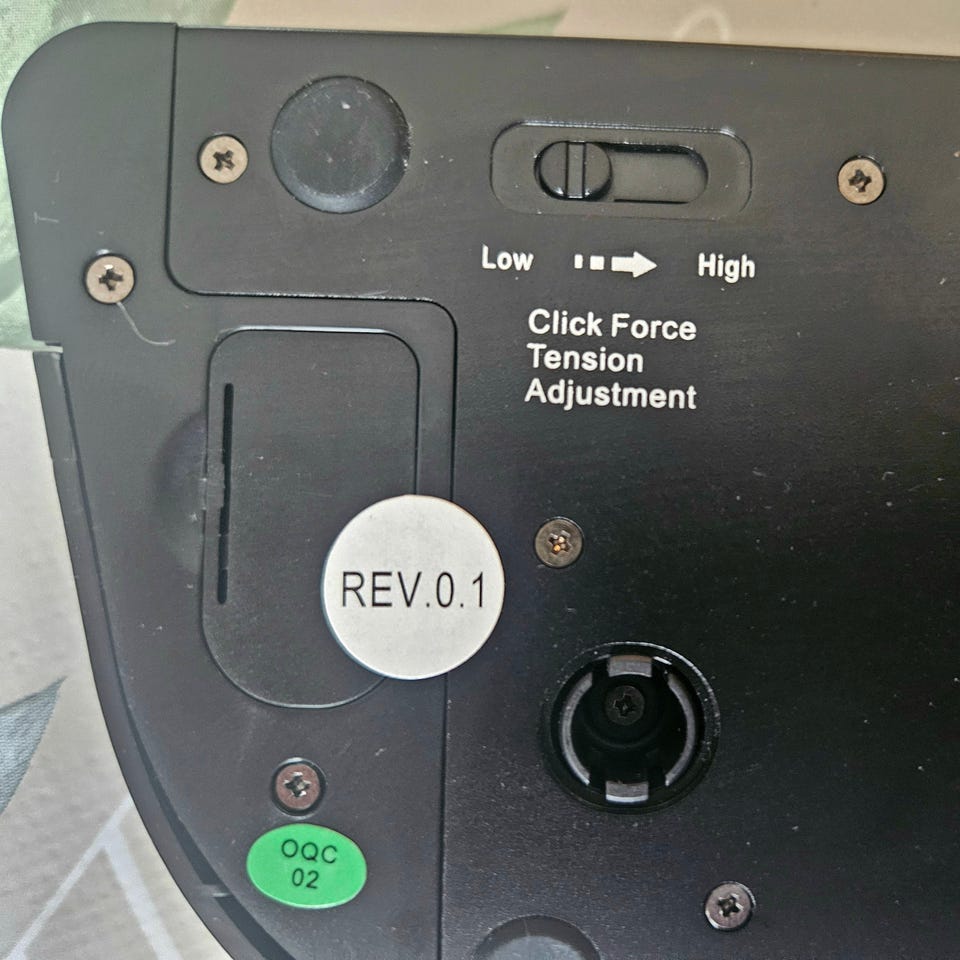 Low High
Click Force
Tension
Adjustment
REV.0.1
OQC
02